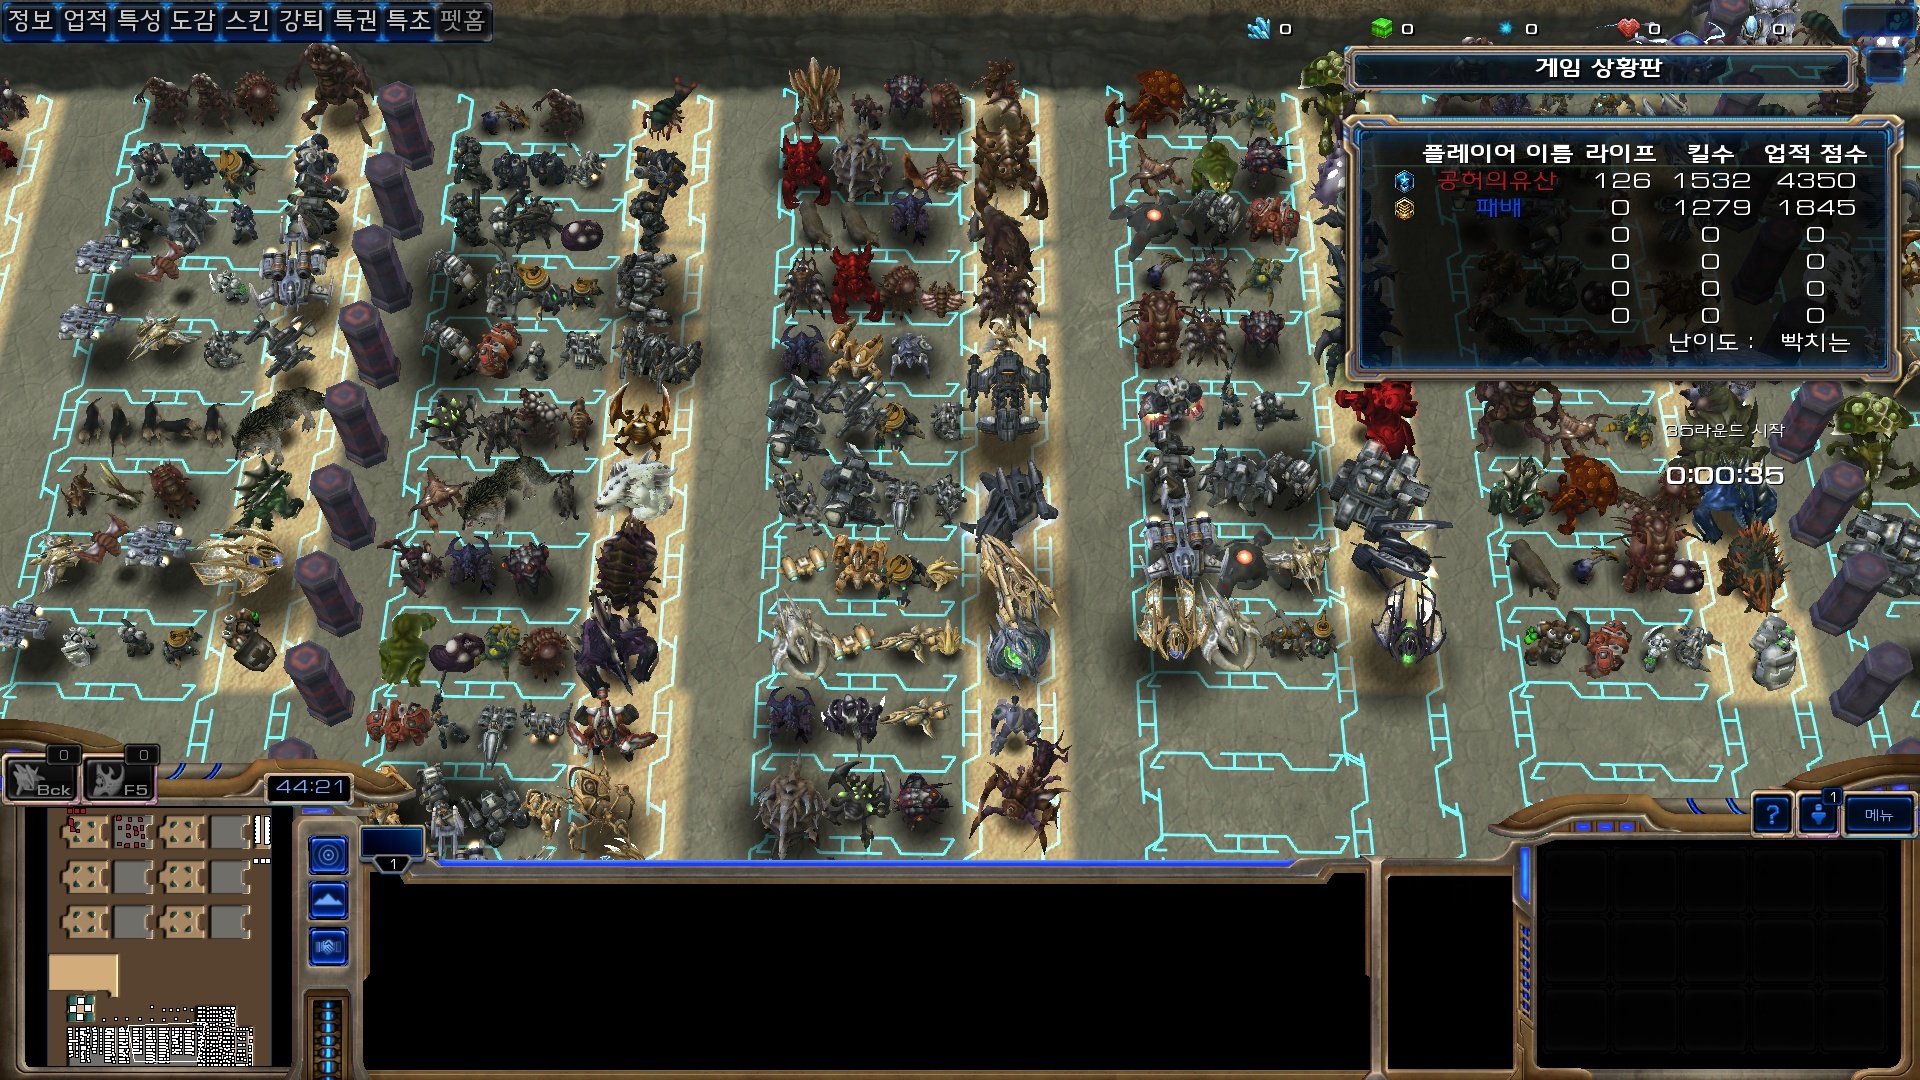 정보 업적 특성 도감 스킨 강퇴 특권 특초 펫홈
0 0 0 0 0
게임 상황판
플레이어 이름 라이프 킬수 업적 점수
공허의유산 126 1532 4350
패배 0 1279 1845
0 0 0
0 0 0
0 0 0
0 0 0
난이도 : 빡치는
35라운드 시작
0:00:35
0 0
Bck F5
44:21
1
? 1 메뉴